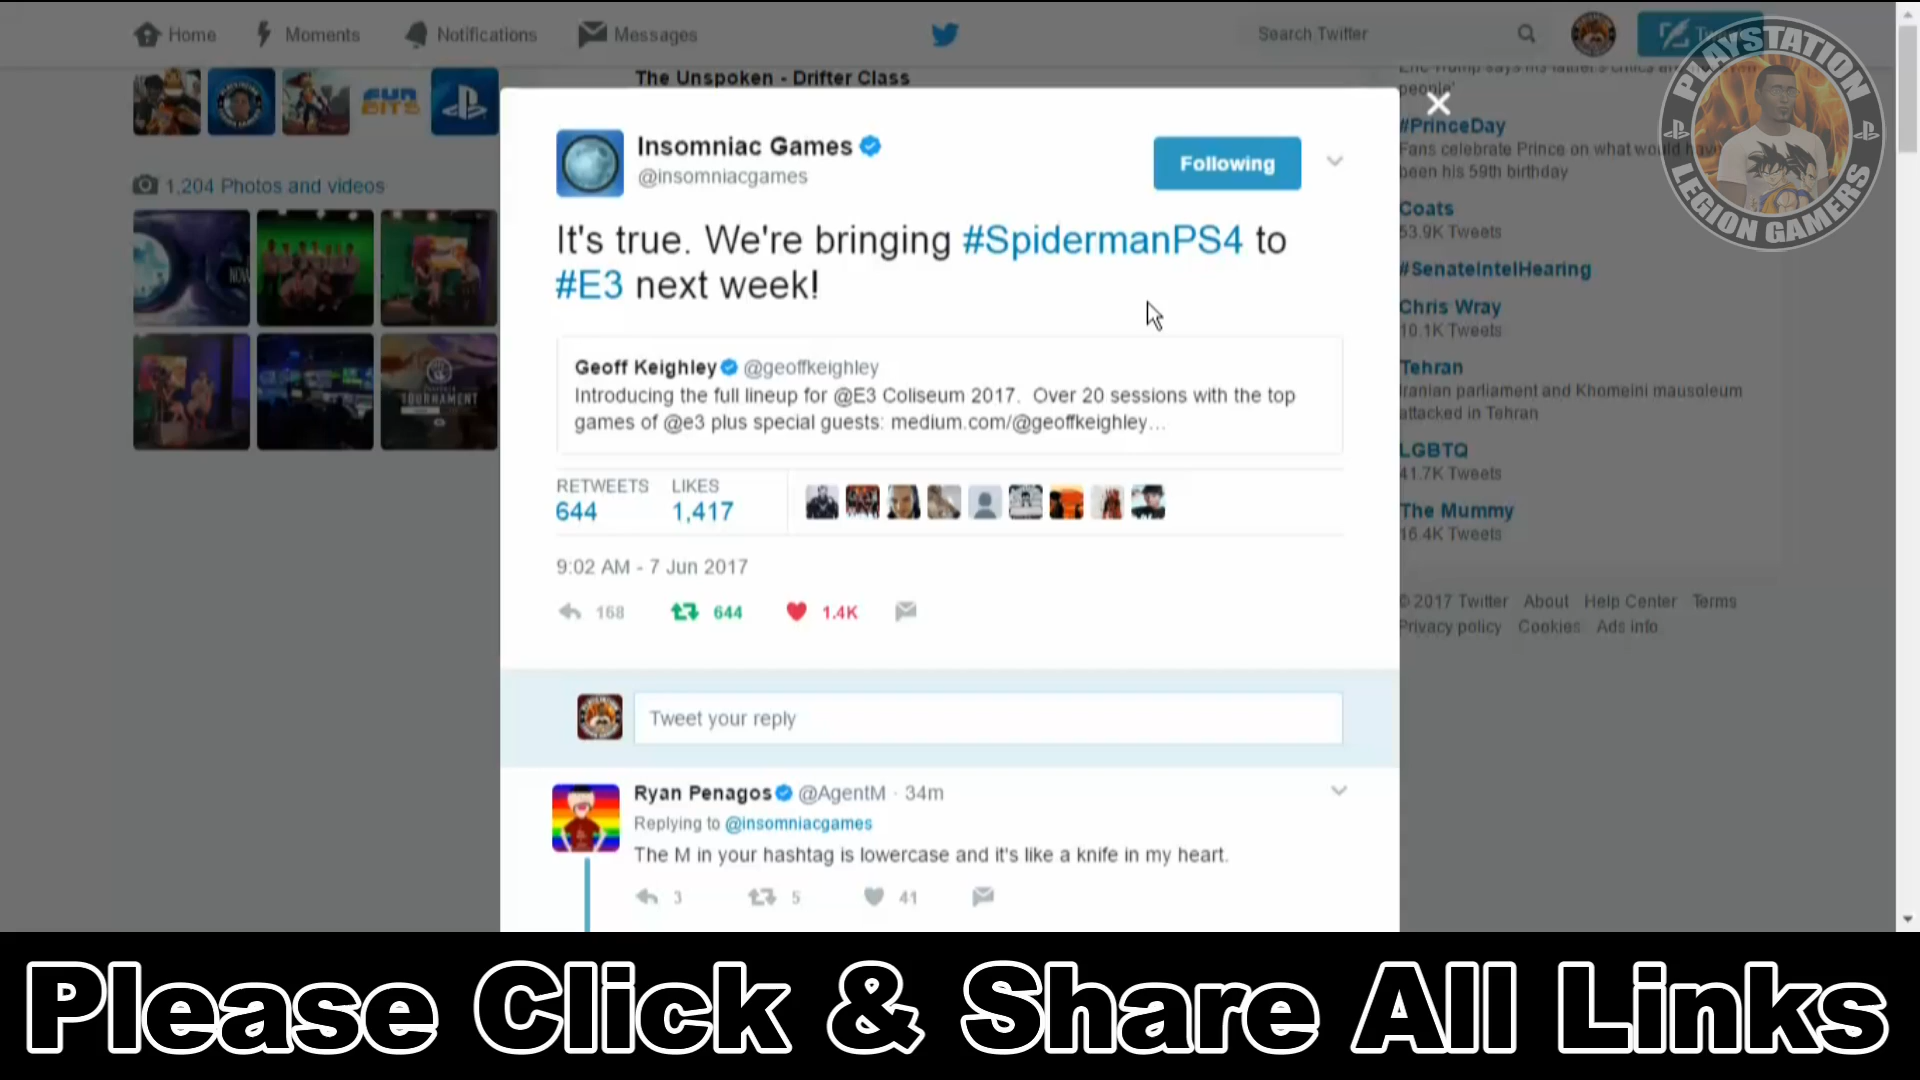 Home
Moments
Notifications
Messages
Search Twitter
The Unspoken - Drifter Class
1,204 Photos and videos
Insomniac Games
@insomniacgames
Following
It's true. We're bringing #SpidermanPS4 to
#E3 next week!
Geoff Keighley @geoffkeighley
Introducing the full lineup for @E3 Coliseum 2017. Over 20 sessions with the top
games of @e3 plus special guests: medium.com/@geoffkeighley...
RETWEETS LIKES
644 1,417
9:02 AM - 7 Jun 2017
168 644 1.4K
Tweet your reply
Ryan Penagos @AgentM · 34m
Replying to @insomniacgames
The M in your hashtag is lowercase and it's like a knife in my heart.
3 5 41
people'
#PrinceDay
Fans celebrate Prince on what would have
been his 59th birthday
Coats
53.9K Tweets
#SenateIntelHearing
Chris Wray
10.1K Tweets
Tehran
Iranian parliament and Khomeini mausoleum
attacked in Tehran
LGBTQ
41.7K Tweets
The Mummy
16.4K Tweets
© 2017 Twitter About Help Center Terms
Privacy policy Cookies Ads info
PLAYSTATION
LEGION GAMERS
FUN
BITS
NOW
TOURNAMENT
Please Click & Share All Links